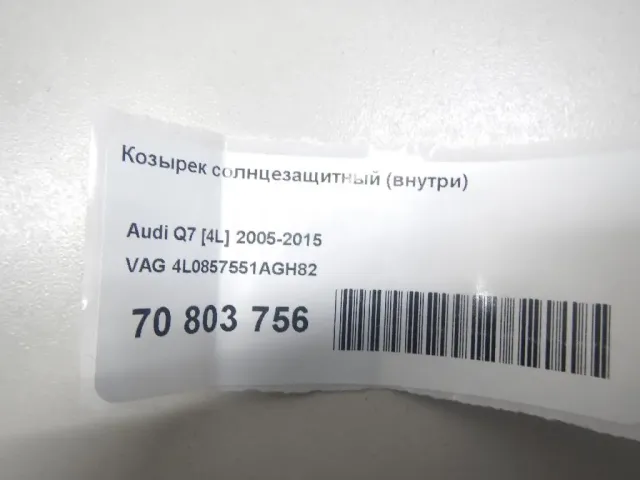 Козырек солнцезащитный (внутри)
Audi Q7 [4L] 2005-2015
VAG 4L0857551AGH82
70 803 756